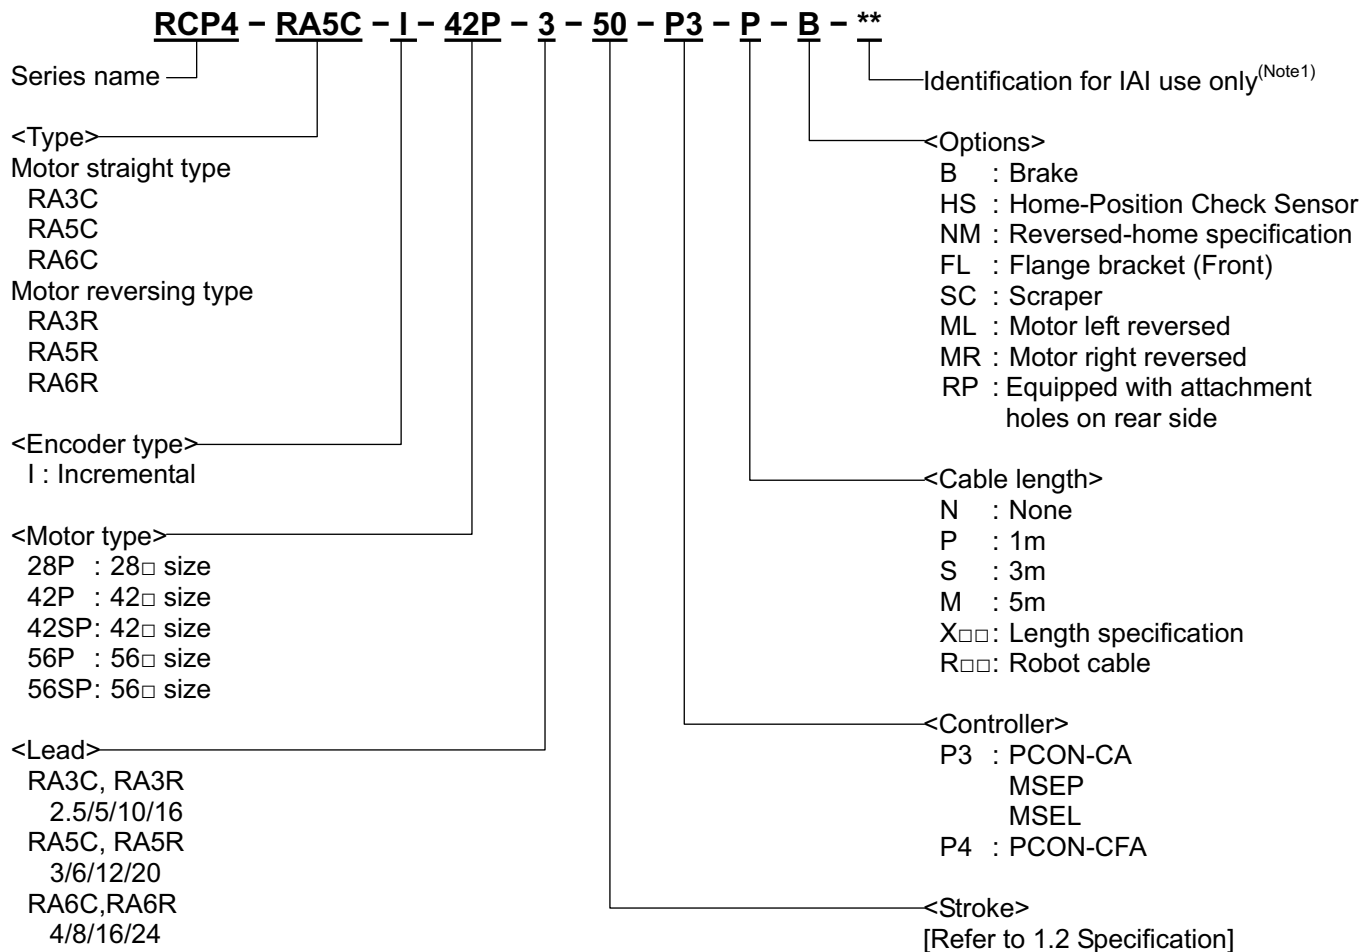 RCP4 − RA5C − I − 42P − 3 − 50 − P3 − P − B − **
Series name
<Type>
Motor straight type
RA3C
RA5C
RA6C
Motor reversing type
RA3R
RA5R
RA6R
<Encoder type>
I : Incremental
<Motor type>
28P : 28□ size
42P : 42□ size
42SP: 42□ size
56P : 56□ size
56SP: 56□ size
<Lead>
RA3C, RA3R
2.5/5/10/16
RA5C, RA5R
3/6/12/20
RA6C,RA6R
4/8/16/24
Identification for IAI use only(Note1)
<Options>
B : Brake
HS : Home-Position Check Sensor
NM : Reversed-home specification
FL : Flange bracket (Front)
SC : Scraper
ML : Motor left reversed
MR : Motor right reversed
RP : Equipped with attachment
holes on rear side
<Cable length>
N : None
P : 1m
S : 3m
M : 5m
X□□: Length specification
R□□: Robot cable
<Controller>
P3 : PCON-CA
MSEP
MSEL
P4 : PCON-CFA
<Stroke>
[Refer to 1.2 Specification]